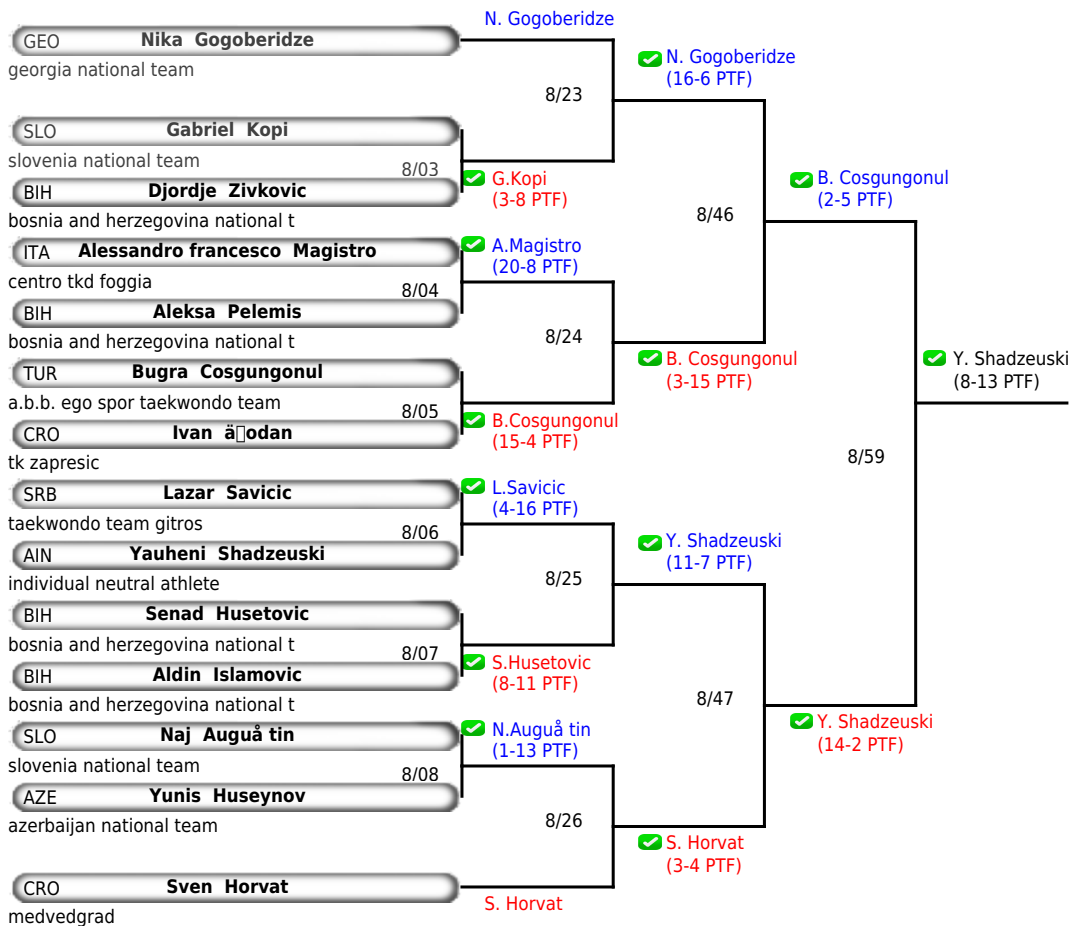 N. Gogoberidze
GEO Nika Gogoberidze
georgia national team
N. Gogoberidze
(16-6 PTF)
8/23
SLO Gabriel Kopi
slovenia national team
8/03
BIH Djordje Zivkovic
bosnia and herzegovina national t
G.Kopi
(3-8 PTF)
B. Cosgungonul
(2-5 PTF)
8/46
ITA Alessandro francesco Magistro
centro tkd foggia
A.Magistro
(20-8 PTF)
8/04
BIH Aleksa Pelemis
bosnia and herzegovina national t
8/24
TUR Bugra Cosgungonul
a.b.b. ego spor taekwondo team
B. Cosgungonul
(3-15 PTF)
Y. Shadzeuski
(8-13 PTF)
8/05
CRO Ivan ä▯odan
tk zapresic
B.Cosgungonul
(15-4 PTF)
8/59
SRB Lazar Savicic
taekwondo team gitros
L.Savicic
(4-16 PTF)
8/06
AIN Yauheni Shadzeuski
individual neutral athlete
Y. Shadzeuski
(11-7 PTF)
8/25
BIH Senad Husetovic
bosnia and herzegovina national t
8/07
BIH Aldin Islamovic
bosnia and herzegovina national t
S.Husetovic
(8-11 PTF)
8/47
SLO Naj Auguå tin
slovenia national team
N.Auguå tin
(1-13 PTF)
Y. Shadzeuski
(14-2 PTF)
8/08
AZE Yunis Huseynov
azerbaijan national team
8/26
S. Horvat
(3-4 PTF)
CRO Sven Horvat
medvedgrad
S. Horvat